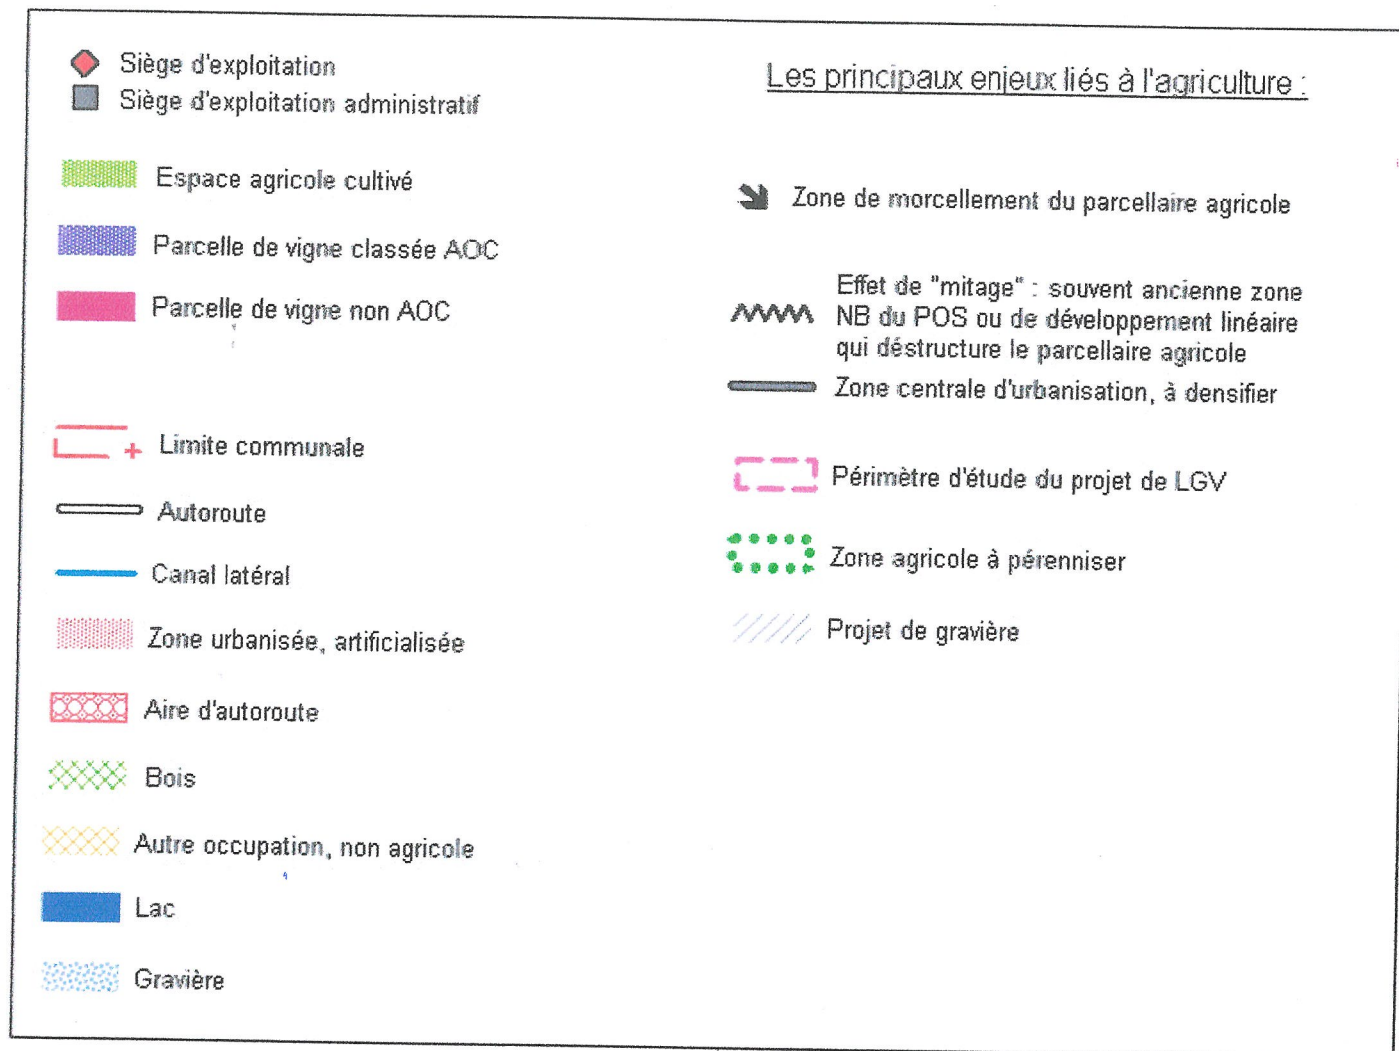 Siège d'exploitation
Siège d'exploitation administratif
Espace agricole cultivé
Parcelle de vigne classée AOC
Parcelle de vigne non AOC
Limite communale
Autoroute
Canal latéral
Zone urbanisée, artificialisée
Aire d'autoroute
Bois
Autre occupation, non agricole
Lac
Gravière
Les principaux enjeux liés à l'agriculture :
Zone de morcellement du parcellaire agricole
Effet de "mitage" : souvent ancienne zone
NB du POS ou de développement linéaire
qui déstructure le parcellaire agricole
Zone centrale d'urbanisation, à densifier
Périmètre d'étude du projet de LGV
Zone agricole à pérenniser
Projet de gravière